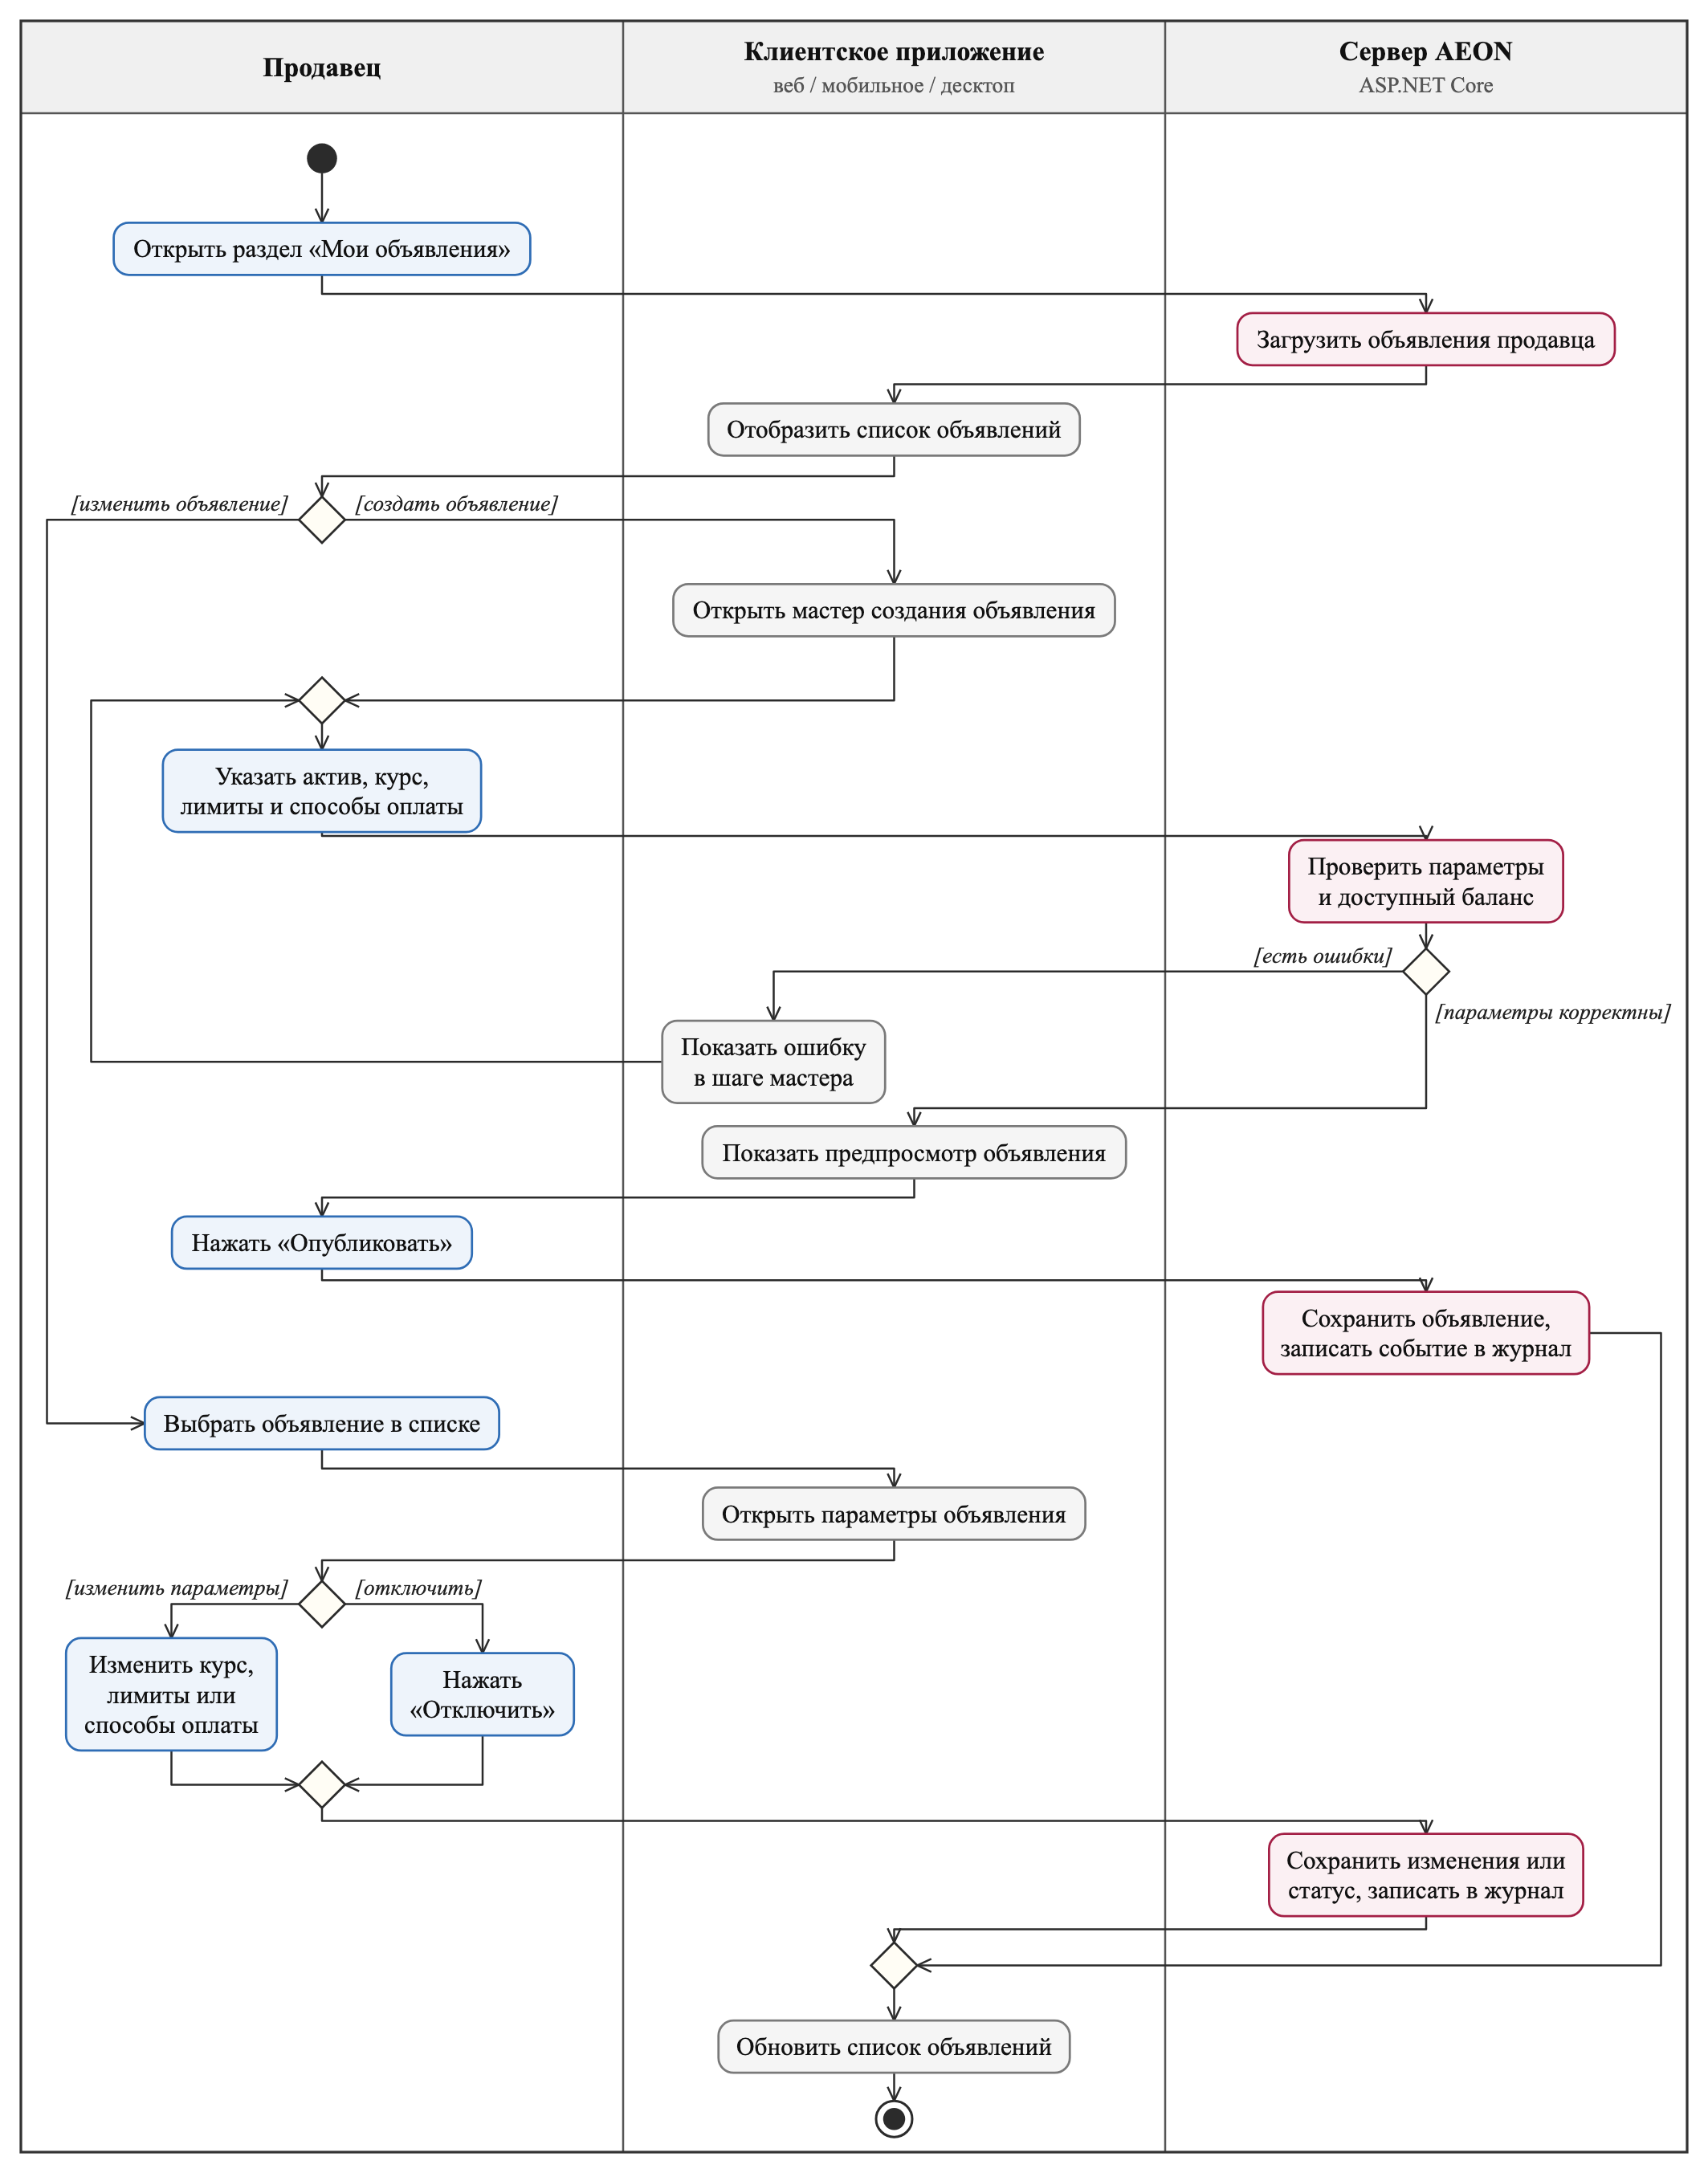 Продавец
Клиентское приложение
веб / мобильное / десктоп
Сервер AEON
ASP.NET Core
Открыть раздел «Мои объявления»
Загрузить объявления продавца
Отобразить список объявлений
[изменить объявление]
[создать объявление]
Открыть мастер создания объявления
Указать актив, курс,
лимиты и способы оплаты
Проверить параметры
и доступный баланс
[есть ошибки]
[параметры корректны]
Показать ошибку
в шаге мастера
Показать предпросмотр объявления
Нажать «Опубликовать»
Сохранить объявление,
записать событие в журнал
Выбрать объявление в списке
Открыть параметры объявления
[изменить параметры]
[отключить]
Изменить курс,
лимиты или
способы оплаты
Нажать
«Отключить»
Сохранить изменения или
статус, записать в журнал
Обновить список объявлений